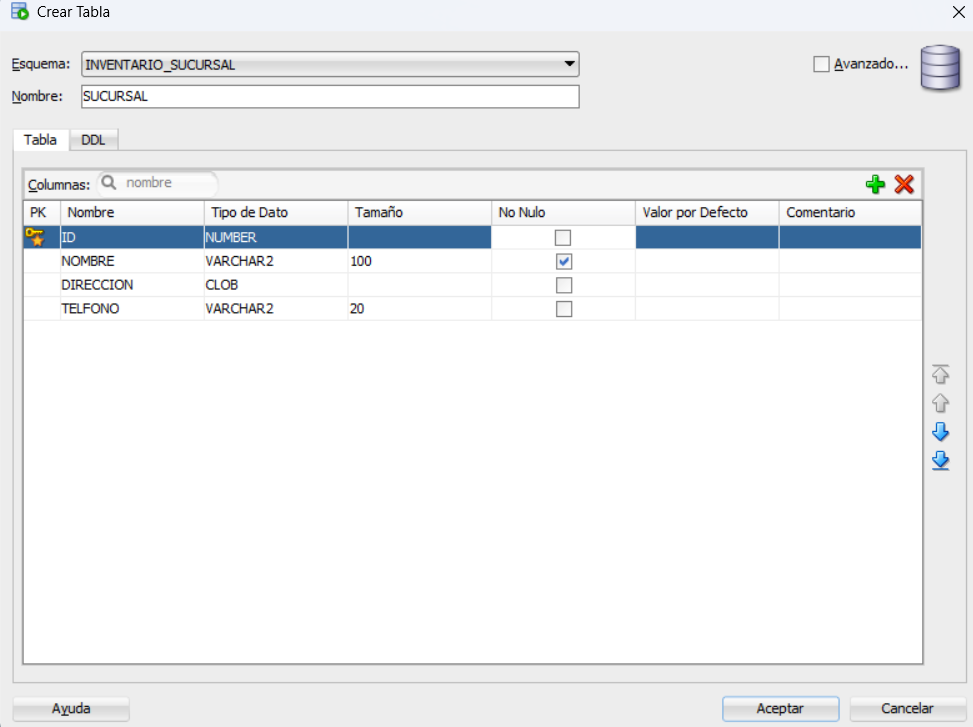 Crear Tabla
Esquema: INVENTARIO_SUCURSAL Avanzado...
Nombre: SUCURSAL
Tabla DDL
Columnas: nombre
PK Nombre Tipo de Dato Tamaño No Nulo Valor por Defecto Comentario
ID NUMBER
NOMBRE VARCHAR2 100
DIRECCION CLOB
TELFONO VARCHAR2 20
Ayuda Aceptar Cancelar